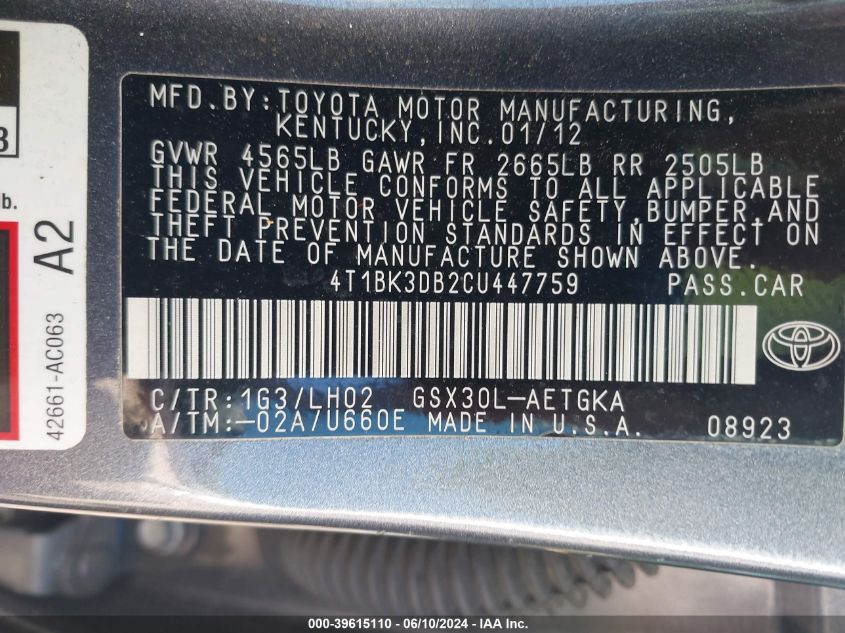 MFD.BY:TOYOTA MOTOR MANUFACTURING,
KENTUCKY,INC.01/12
GVWR 4565LB GAWR FR 2665LB RR 2505LB
THIS VEHICLE CONFORMS TO ALL APPLICABLE
FEDERAL MOTOR VEHICLE SAFETY,BUMPER,AND
THEFT PREVENTION STANDARDS IN EFFECT ON
THE DATE OF MANUFACTURE SHOWN ABOVE.
4T1BK3DB2CU447759 PASS.CAR
C/TR:1G3/LH02 GSX30L-AETGKA
A/TM:-02A/U660E MADE IN U.S.A. 08923
3
lb.
A2
42661-AC063
000-39615110 - 06/10/2024 - IAA Inc.